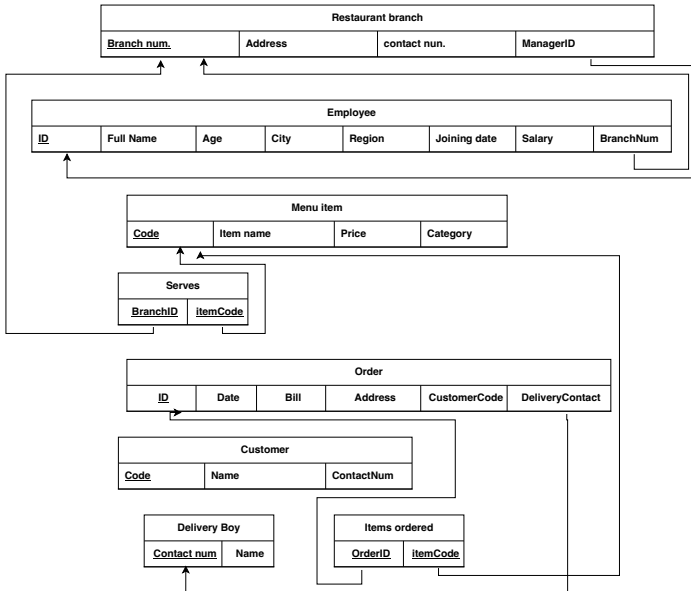 Restaurant branch
Branch num. Address contact nun. ManagerID
Employee
ID Full Name Age City Region Joining date Salary BranchNum
Menu item
Code Item name Price Category
Serves
BranchID itemCode
Order
ID Date Bill Address CustomerCode DeliveryContact
Customer
Code Name ContactNum
Delivery Boy Items ordered
Contact num Name OrderID itemCode